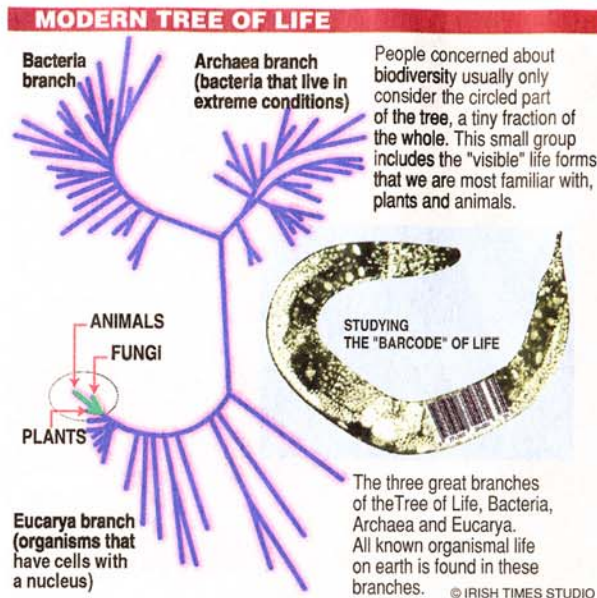 MODERN TREE OF LIFE
Bacteria
branch
Archaea branch
(bacteria that live in
extreme conditions)
People concerned about
biodiversity usually only
consider the circled part
of the tree, a tiny fraction of
the whole. This small group
includes the "visible" life forms
that we are most familiar with,
plants and animals.
STUDYING
THE "BARCODE" OF LIFE
ANIMALS
FUNGI
PLANTS
Eucarya branch
(organisms that
have cells with
a nucleus)
The three great branches
of theTree of Life, Bacteria,
Archaea and Eucarya.
All known organismal life
on earth is found in these
branches.
© IRISH TIMES STUDIO